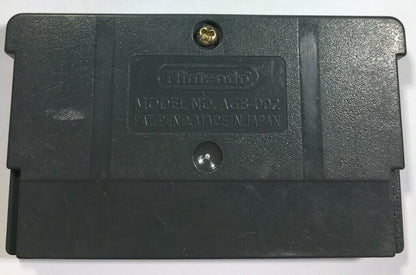 Nintendo
MODEL NO. AGB-002
PAT. PEND. MADE IN JAPAN